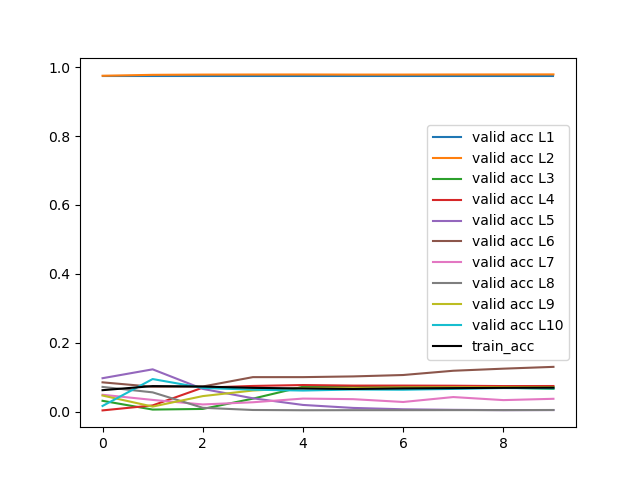 1.0
0.8
0.6
0.4
0.2
0.0
0 2 4 6 8
valid acc L1
valid acc L2
valid acc L3
valid acc L4
valid acc L5
valid acc L6
valid acc L7
valid acc L8
valid acc L9
valid acc L10
train_acc